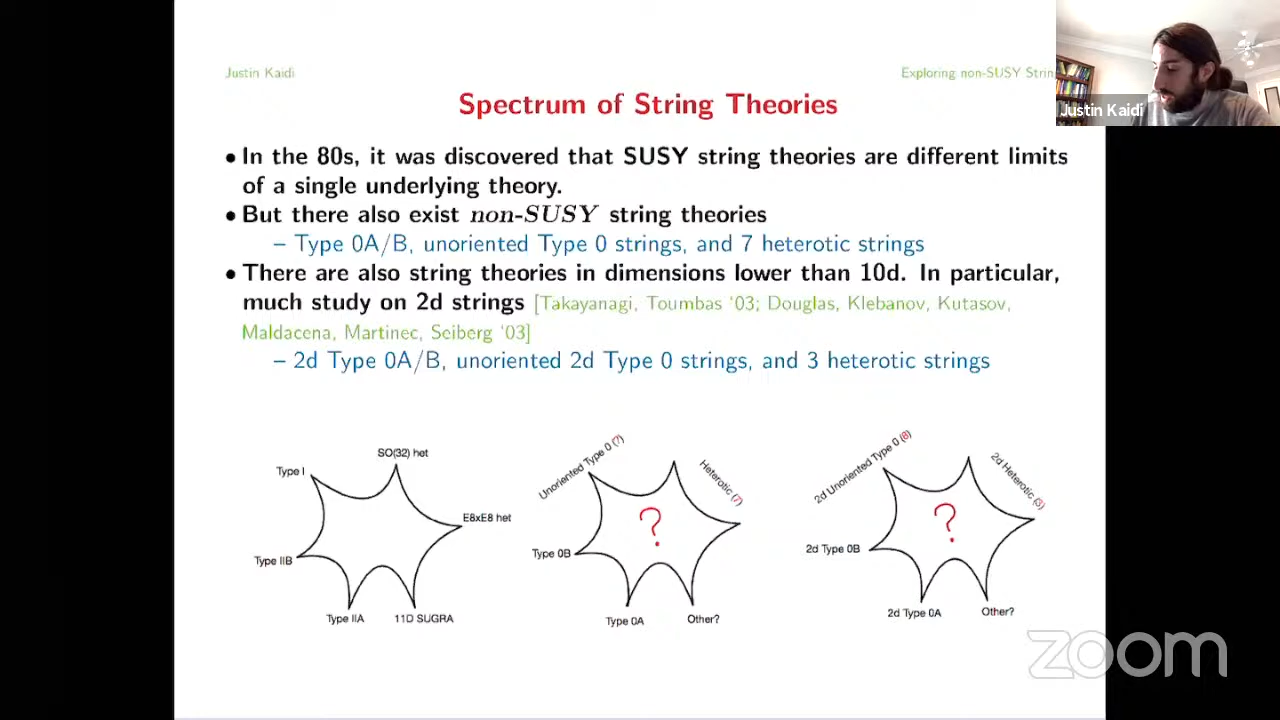 Justin Kaidi
Exploring non-SUSY Strin
Justin Kaidi
Spectrum of String Theories
• In the 80s, it was discovered that SUSY string theories are different limits
of a single underlying theory.
• But there also exist non-SUSY string theories
– Type 0A/B, unoriented Type 0 strings, and 7 heterotic strings
• There are also string theories in dimensions lower than 10d. In particular,
much study on 2d strings [Takayanagi, Toumbas ‘03; Douglas, Klebanov, Kutasov,
Maldacena, Martinec, Seiberg ‘03]
– 2d Type 0A/B, unoriented 2d Type 0 strings, and 3 heterotic strings
Type I
SO(32) het
E8xE8 het
Type IIB
Type IIA
11D SUGRA
Unoriented Type 0 (?)
Heterotic (7)
?
Type 0B
Type 0A
Other?
2d Unoriented Type 0 (8)
2d Heterotic (3)
?
2d Type 0B
2d Type 0A
Other?
zoom